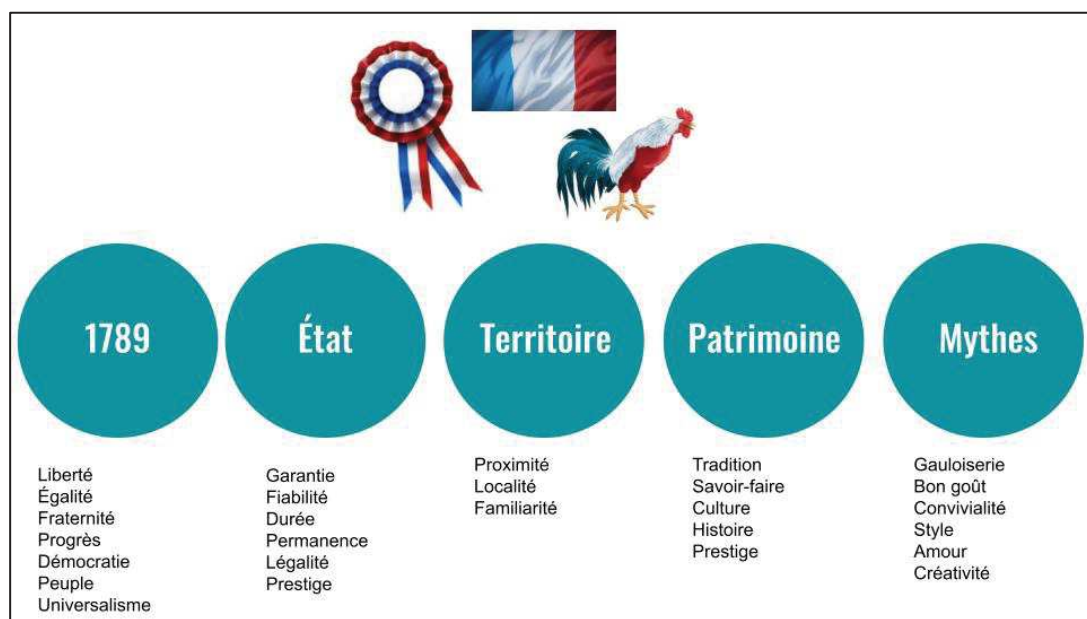 1789
État
Territoire
Patrimoine
Mythes
Liberté
Égalité
Fraternité
Progrès
Démocratie
Peuple
Universalisme
Garantie
Fiabilité
Durée
Permanence
Légalité
Prestige
Proximité
Localité
Familiarité
Tradition
Savoir-faire
Culture
Histoire
Prestige
Gauloiserie
Bon goût
Convivialité
Style
Amour
Créativité